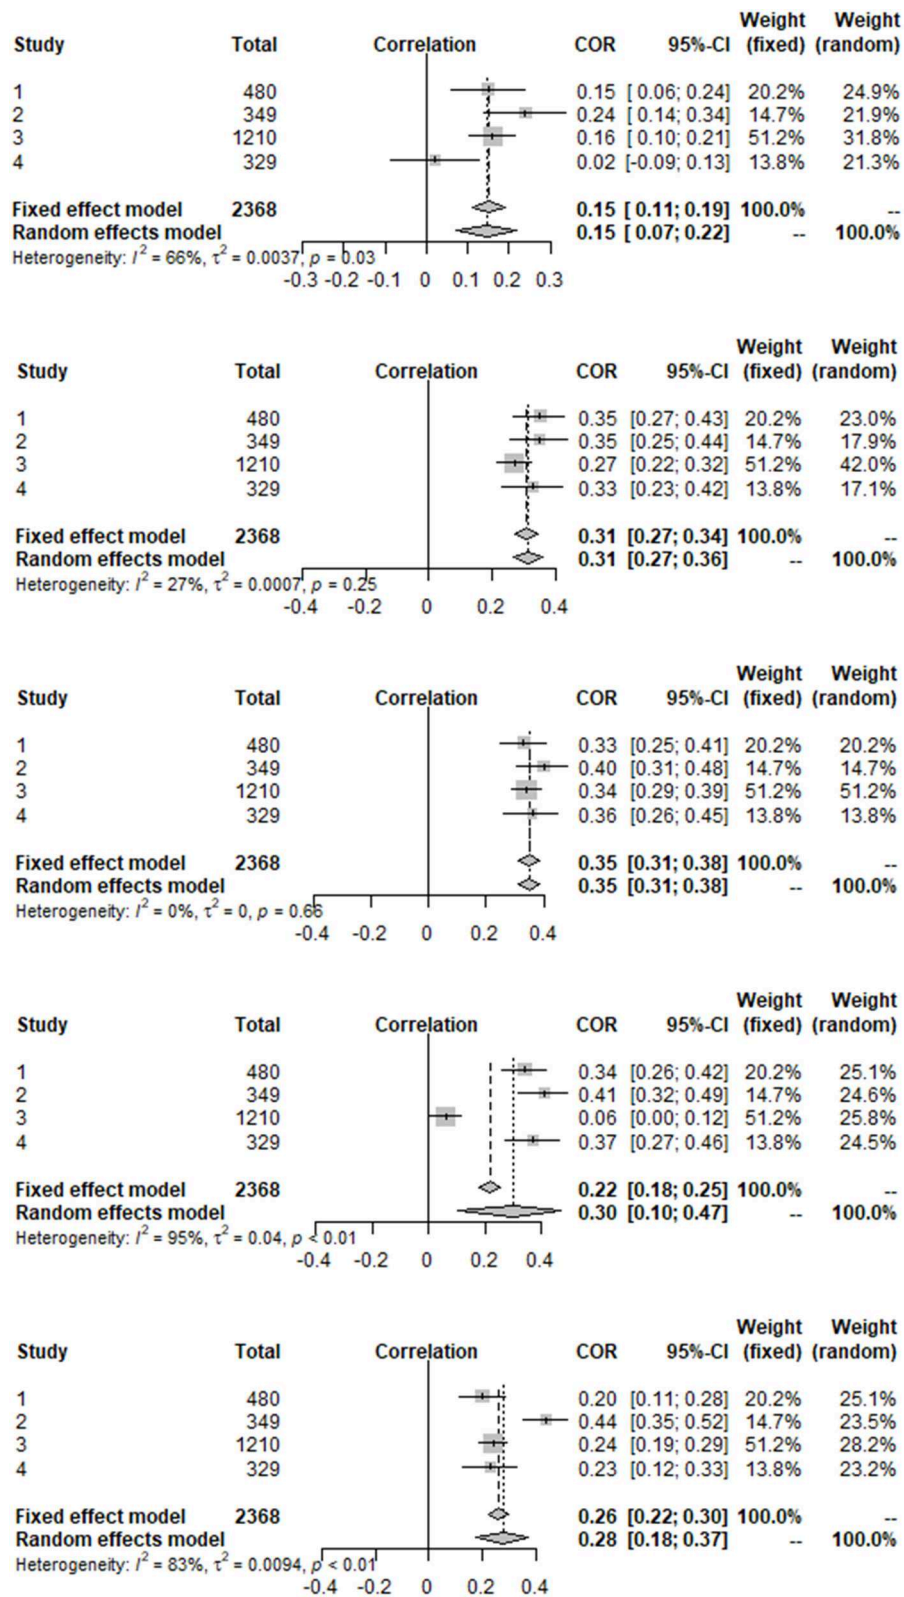 Weight Weight
Study Total Correlation COR 95%-CI (fixed) (random)
1 480 0.15 [ 0.06; 0.24] 20.2% 24.9%
2 349 0.24 [ 0.14; 0.34] 14.7% 21.9%
3 1210 0.16 [ 0.10; 0.21] 51.2% 31.8%
4 329 0.02 [-0.09; 0.13] 13.8% 21.3%
Fixed effect model 2368 0.15 [ 0.11; 0.19] 100.0% --
Random effects model 0.15 [ 0.07; 0.22] -- 100.0%
Heterogeneity: I² = 66%, τ² = 0.0037, p = 0.03
-0.3 -0.2 -0.1 0 0.1 0.2 0.3
Weight Weight
Study Total Correlation COR 95%-CI (fixed) (random)
1 480 0.35 [0.27; 0.43] 20.2% 23.0%
2 349 0.35 [0.25; 0.44] 14.7% 17.9%
3 1210 0.27 [0.22; 0.32] 51.2% 42.0%
4 329 0.33 [0.23; 0.42] 13.8% 17.1%
Fixed effect model 2368 0.31 [0.27; 0.34] 100.0% --
Random effects model 0.31 [0.27; 0.36] -- 100.0%
Heterogeneity: I² = 27%, τ² = 0.0007, p = 0.25
-0.4 -0.2 0 0.2 0.4
Weight Weight
Study Total Correlation COR 95%-CI (fixed) (random)
1 480 0.33 [0.25; 0.41] 20.2% 20.2%
2 349 0.40 [0.31; 0.48] 14.7% 14.7%
3 1210 0.34 [0.29; 0.39] 51.2% 51.2%
4 329 0.36 [0.26; 0.45] 13.8% 13.8%
Fixed effect model 2368 0.35 [0.31; 0.38] 100.0% --
Random effects model 0.35 [0.31; 0.38] -- 100.0%
Heterogeneity: I² = 0%, τ² = 0, p = 0.66
-0.4 -0.2 0 0.2 0.4
Weight Weight
Study Total Correlation COR 95%-CI (fixed) (random)
1 480 0.34 [0.26; 0.42] 20.2% 25.1%
2 349 0.41 [0.32; 0.49] 14.7% 24.6%
3 1210 0.06 [0.00; 0.12] 51.2% 25.8%
4 329 0.37 [0.27; 0.46] 13.8% 24.5%
Fixed effect model 2368 0.22 [0.18; 0.25] 100.0% --
Random effects model 0.30 [0.10; 0.47] -- 100.0%
Heterogeneity: I² = 95%, τ² = 0.04, p < 0.01
-0.4 -0.2 0 0.2 0.4
Weight Weight
Study Total Correlation COR 95%-CI (fixed) (random)
1 480 0.20 [0.11; 0.28] 20.2% 25.1%
2 349 0.44 [0.35; 0.52] 14.7% 23.5%
3 1210 0.24 [0.19; 0.29] 51.2% 28.2%
4 329 0.23 [0.12; 0.33] 13.8% 23.2%
Fixed effect model 2368 0.26 [0.22; 0.30] 100.0% --
Random effects model 0.28 [0.18; 0.37] -- 100.0%
Heterogeneity: I² = 83%, τ² = 0.0094, p < 0.01
-0.4 -0.2 0 0.2 0.4